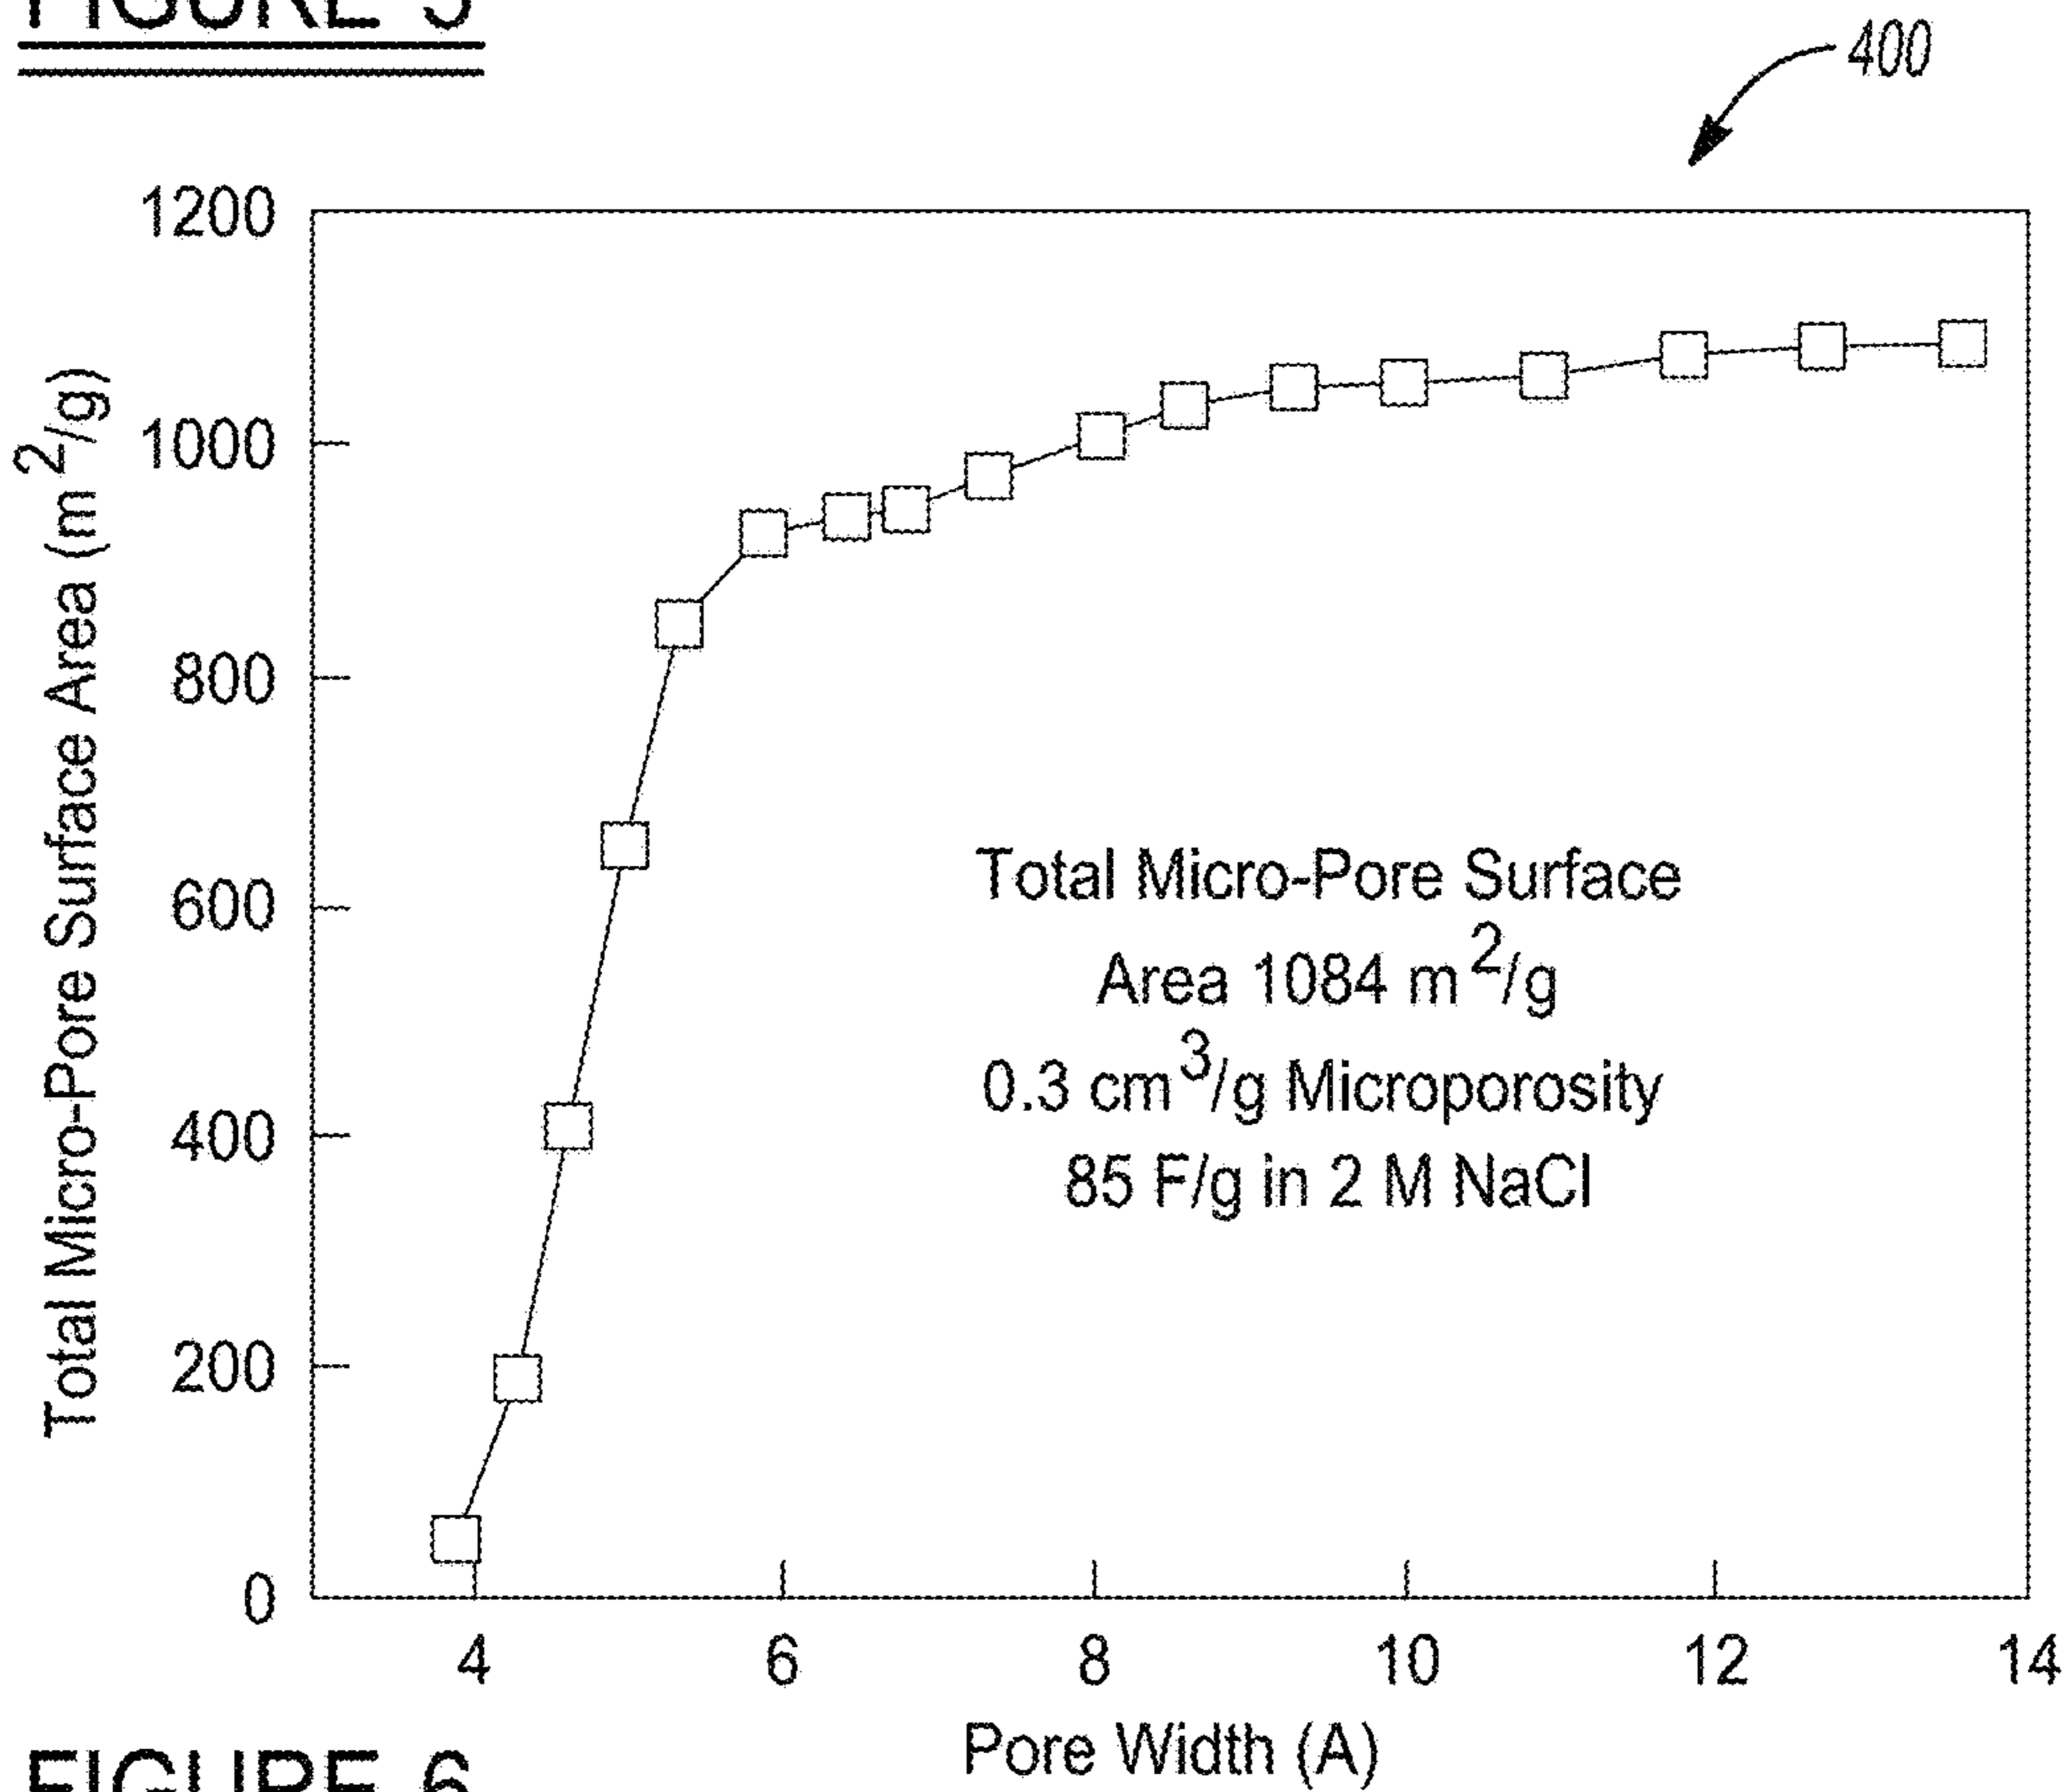 FIGURE 5
400
1200
1000
800
600
400
200
0
Total Micro-Pore Surface Area (m²/g)
Total Micro-Pore Surface
Area 1084 m²/g
0.3 cm³/g Microporosity
85 F/g in 2 M NaCl
4 6 8 10 12 14
Pore Width (A)
FIGURE 6